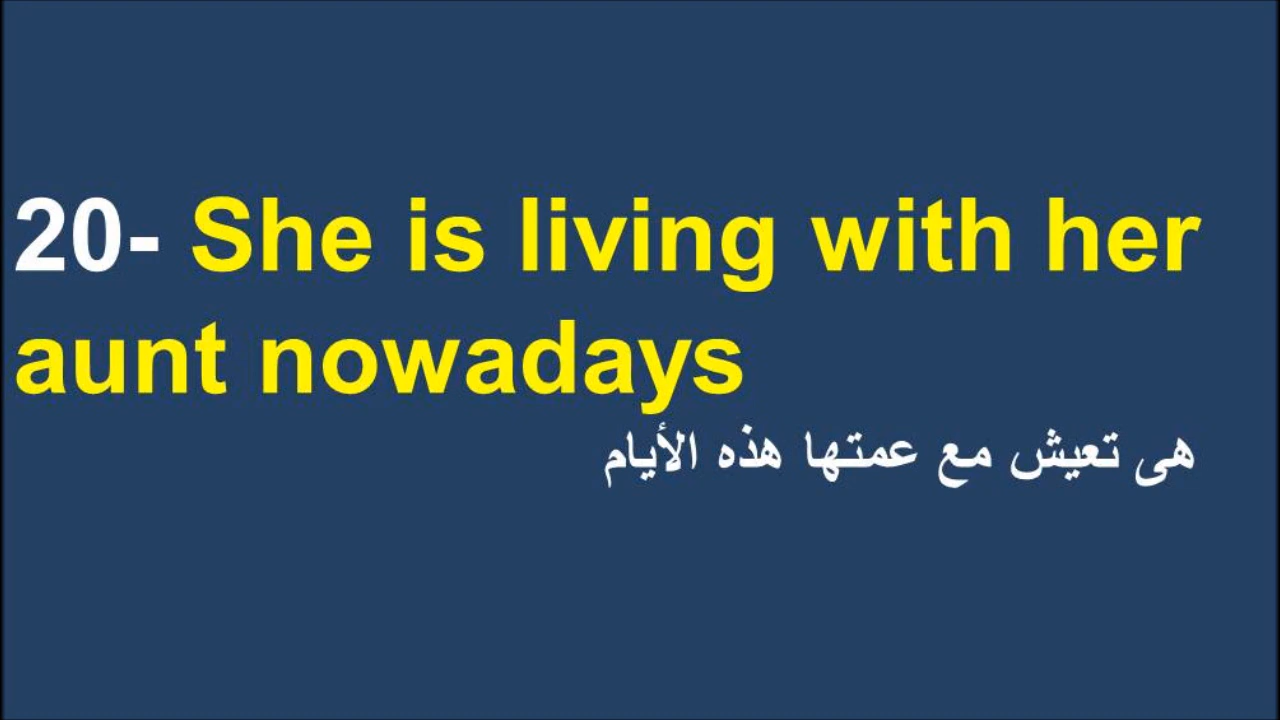 20- She is living with her
aunt nowadays
هى تعيش مع عمتها هذه الأيام